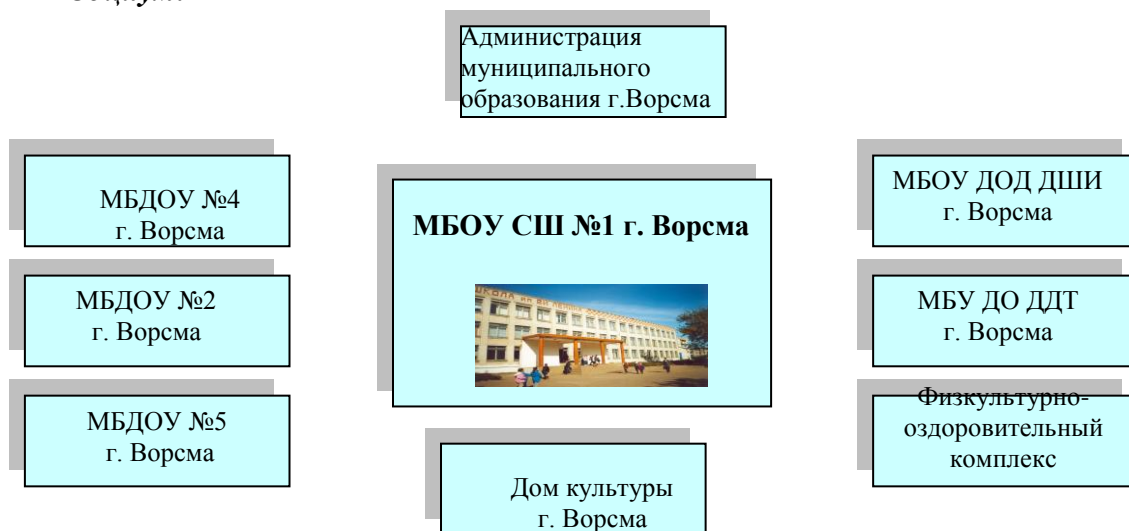 Администрация
муниципального
образования г.Ворсма
МБДОУ №4
г. Ворсма
МБОУ СШ №1 г. Ворсма
МБОУ ДОД ДШИ
г. Ворсма
МБДОУ №2
г. Ворсма
МБУ ДО ДДТ
г. Ворсма
МБДОУ №5
г. Ворсма
Физкультурно-
оздоровительный
комплекс
Дом культуры
г. Ворсма